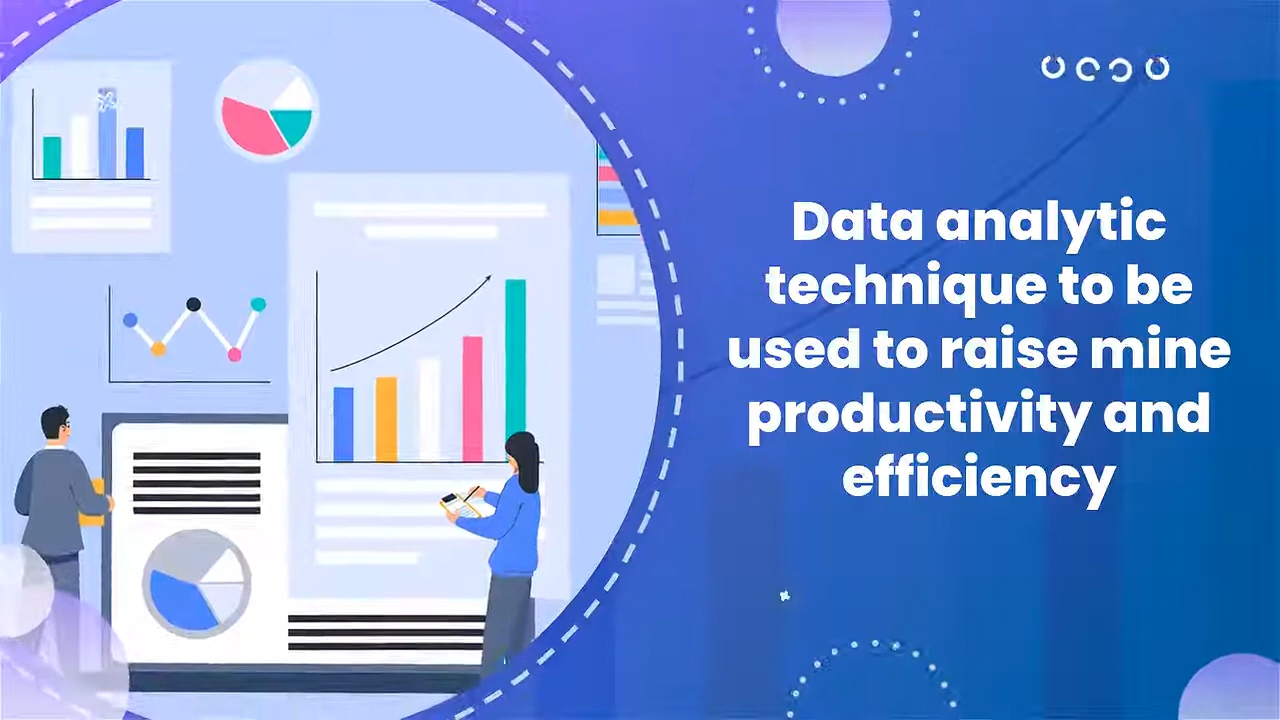 Data analytic
technique to be
used to raise mine
productivity and
efficiency